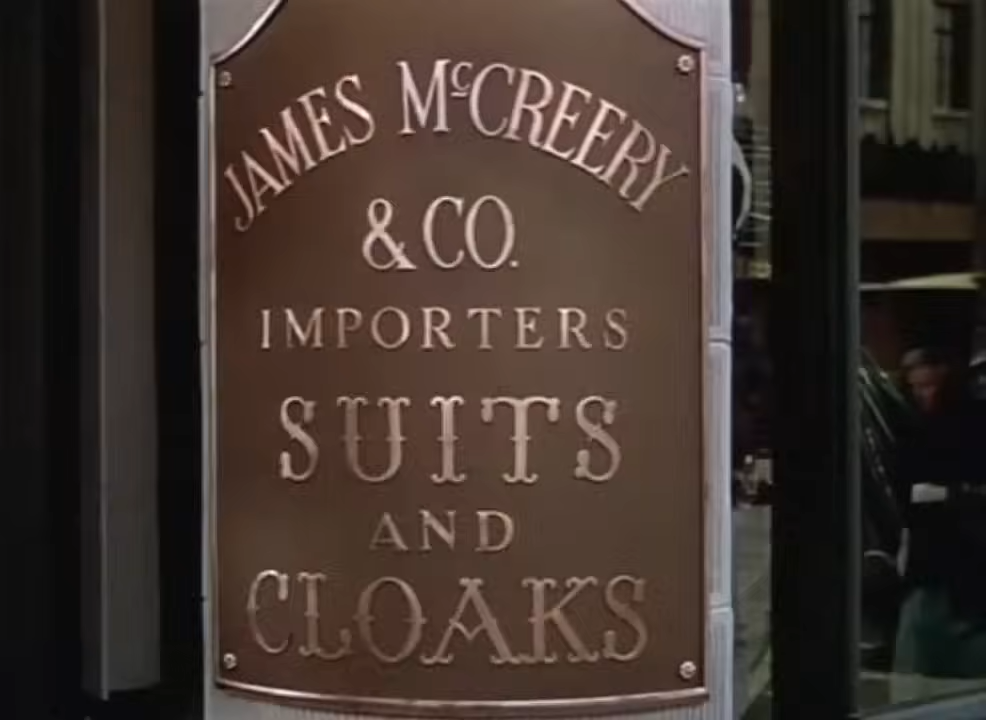 JAMES McCREERY
& CO.
IMPORTERS
SUITS
AND
CLOAKS